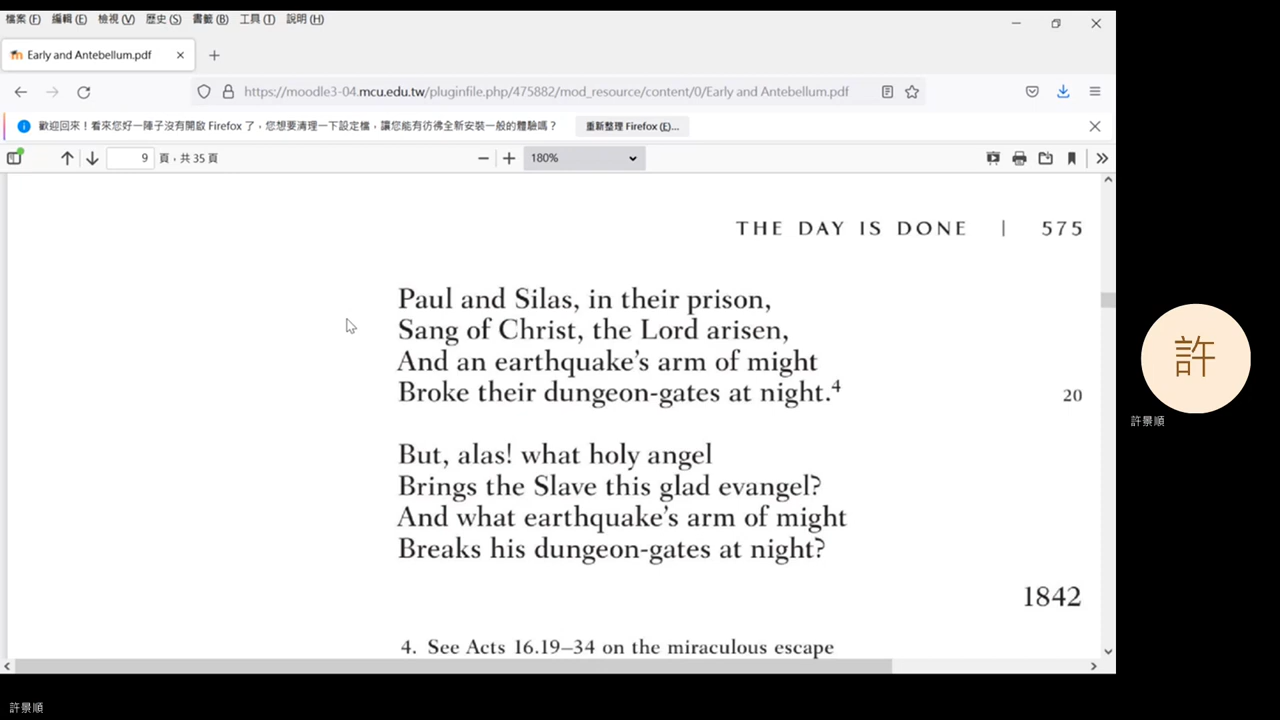 檔案 (F) 編輯 (E) 檢視 (V) 歷史 (S) 書籤 (B) 工具 (T) 說明 (H)
Early and Antebellum.pdf
https://moodle3-04.mcu.edu.tw/pluginfile.php/475882/mod_resource/content/0/Early and Antebellum.pdf
歡迎回來！看來您好一陣子沒有開啟 Firefox 了，您想要清理一下設定檔，讓您能有彷彿全新安裝一般的體驗嗎？ 重新整理 Firefox (E)...
9 頁，共 35 頁 180%
THE DAY IS DONE | 575
Paul and Silas, in their prison,
Sang of Christ, the Lord arisen,
And an earthquake's arm of might
Broke their dungeon-gates at night.4 20
But, alas! what holy angel
Brings the Slave this glad evangel?
And what earthquake's arm of might
Breaks his dungeon-gates at night?
1842
4. See Acts 16.19–34 on the miraculous escape
許
許景順
許景順